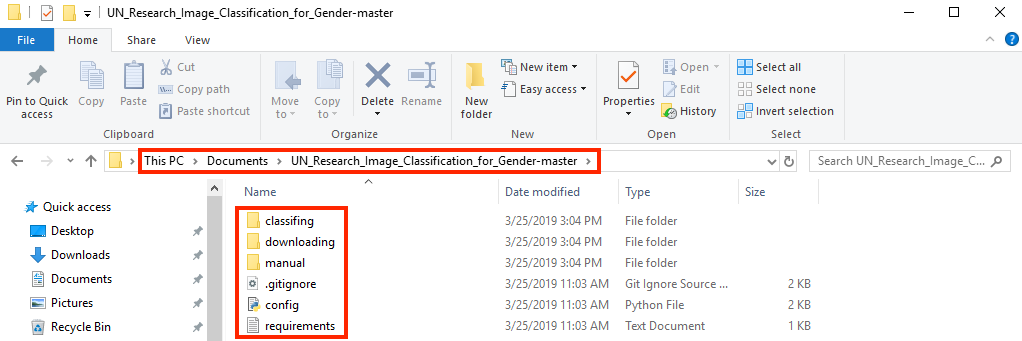 UN_Research_Image_Classification_for_Gender-master
File Home Share View
Pin to Quick access
Copy
Paste
Cut
Copy path
Paste shortcut
Clipboard
Move to
Copy to
Delete
Rename
Organize
New folder
New item
Easy access
New
Properties
Open
Edit
History
Open
Select all
Select none
Invert selection
Select
This PC > Documents > UN_Research_Image_Classification_for_Gender-master >
Search UN_Research_Image_C...
Name Date modified Type Size
Quick access
Desktop
Downloads
Documents
Pictures
Recycle Bin
classifing 3/25/2019 3:04 PM File folder
downloading 3/25/2019 3:04 PM File folder
manual 3/25/2019 3:04 PM File folder
.gitignore 3/25/2019 11:03 AM Git Ignore Source ... 2 KB
config 3/25/2019 11:03 AM Python File 2 KB
requirements 3/25/2019 11:03 AM Text Document 1 KB